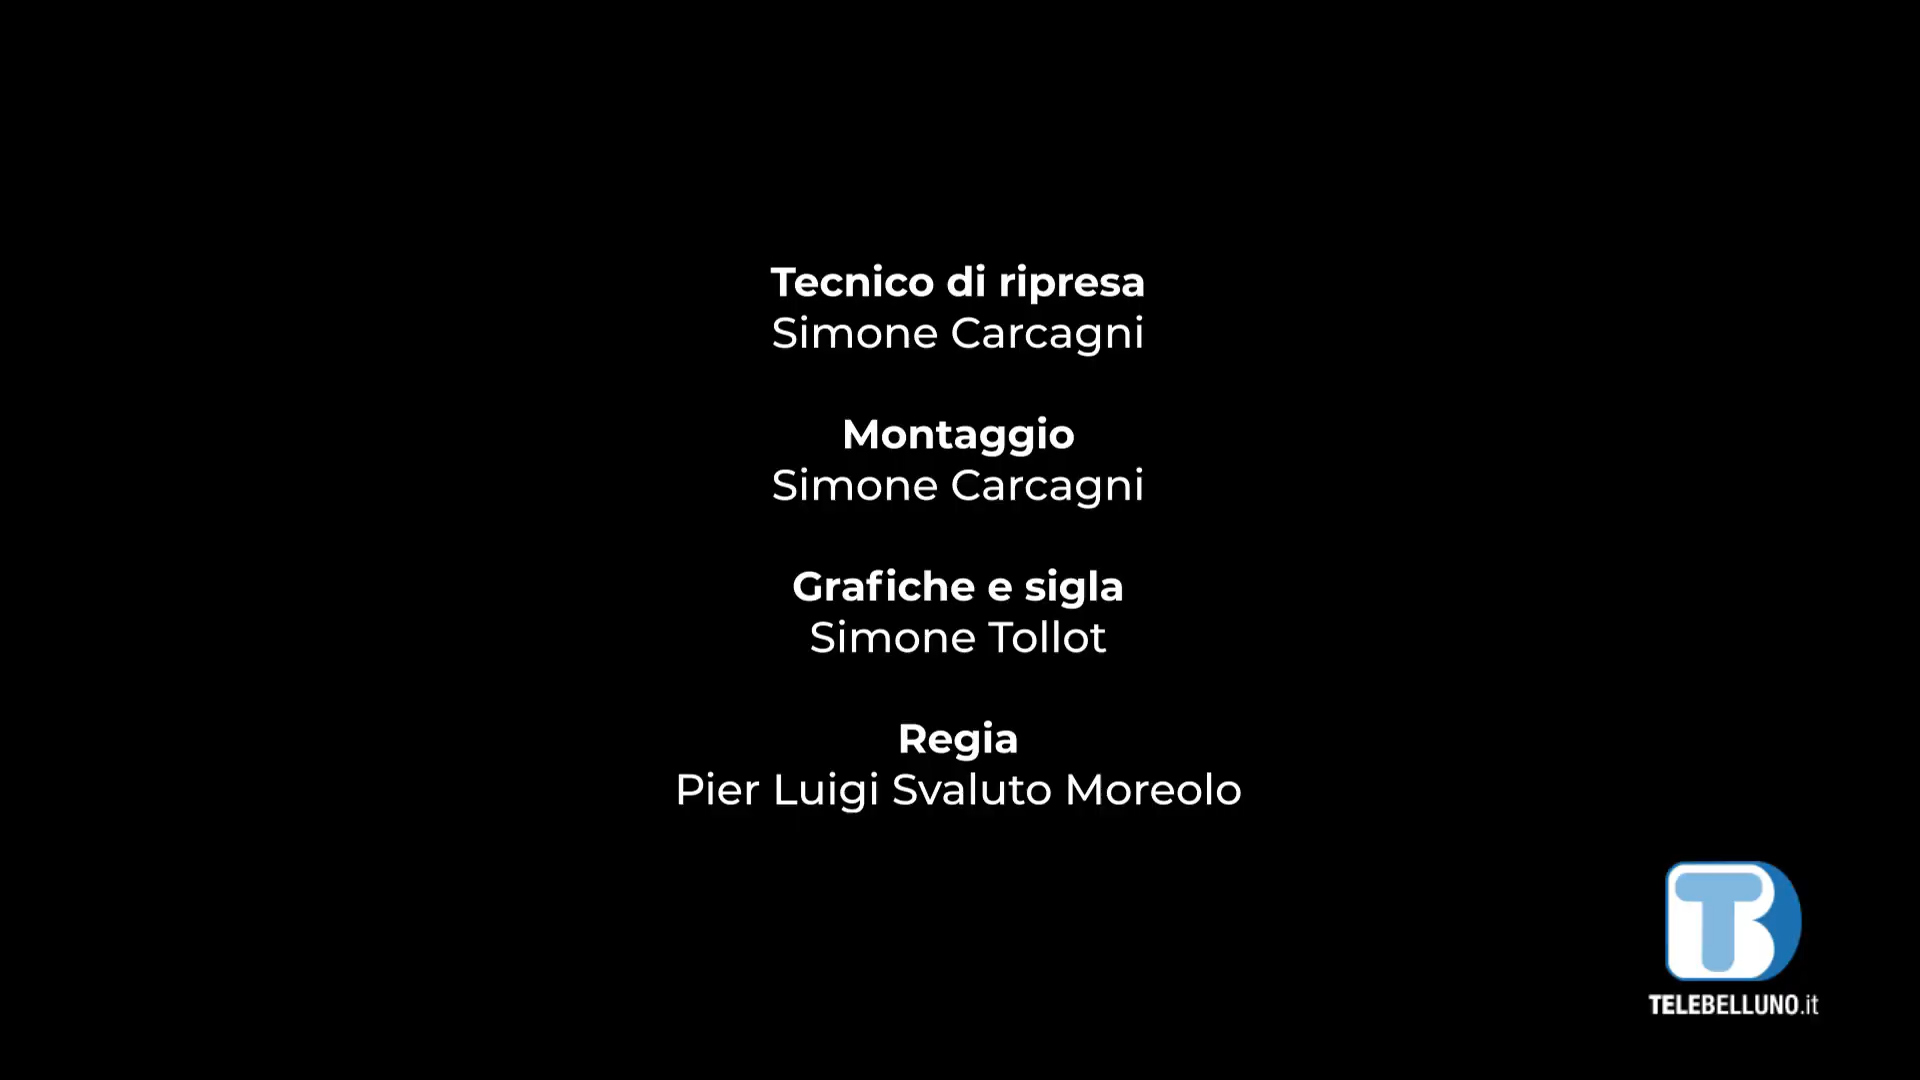 Tecnico di ripresa
Simone Carcagni
Montaggio
Simone Carcagni
Grafiche e sigla
Simone Tollot
Regia
Pier Luigi Svaluto Moreolo
TB
TELEBELLUNO.it